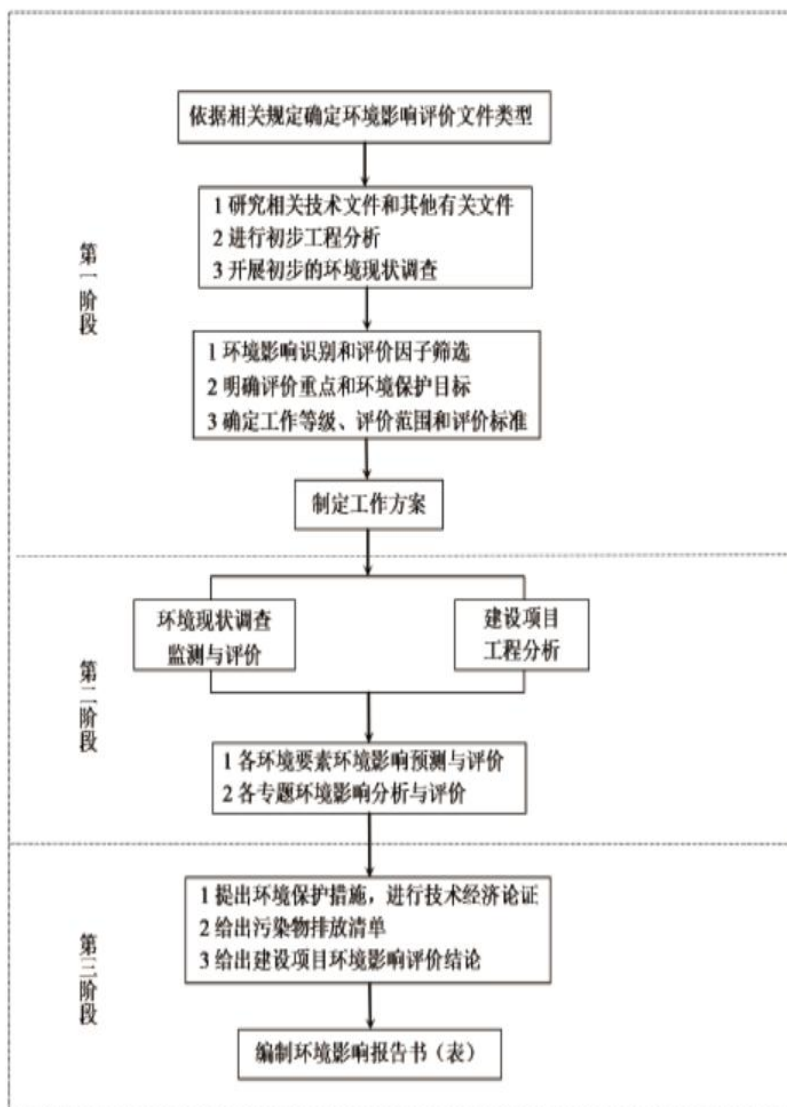 依据相关规定确定环境影响评价文件类型
1 研究相关技术文件和其他有关文件
2 进行初步工程分析
3 开展初步的环境现状调查
第一阶段
1 环境影响识别和评价因子筛选
2 明确评价重点和环境保护目标
3 确定工作等级、评价范围和评价标准
制定工作方案
环境现状调查
监测与评价
建设项目
工程分析
第二阶段
1 各环境要素环境影响预测与评价
2 各专题环境影响分析与评价
1 提出环境保护措施，进行技术经济论证
2 给出污染物排放清单
3 给出建设项目环境影响评价结论
第三阶段
编制环境影响报告书（表）